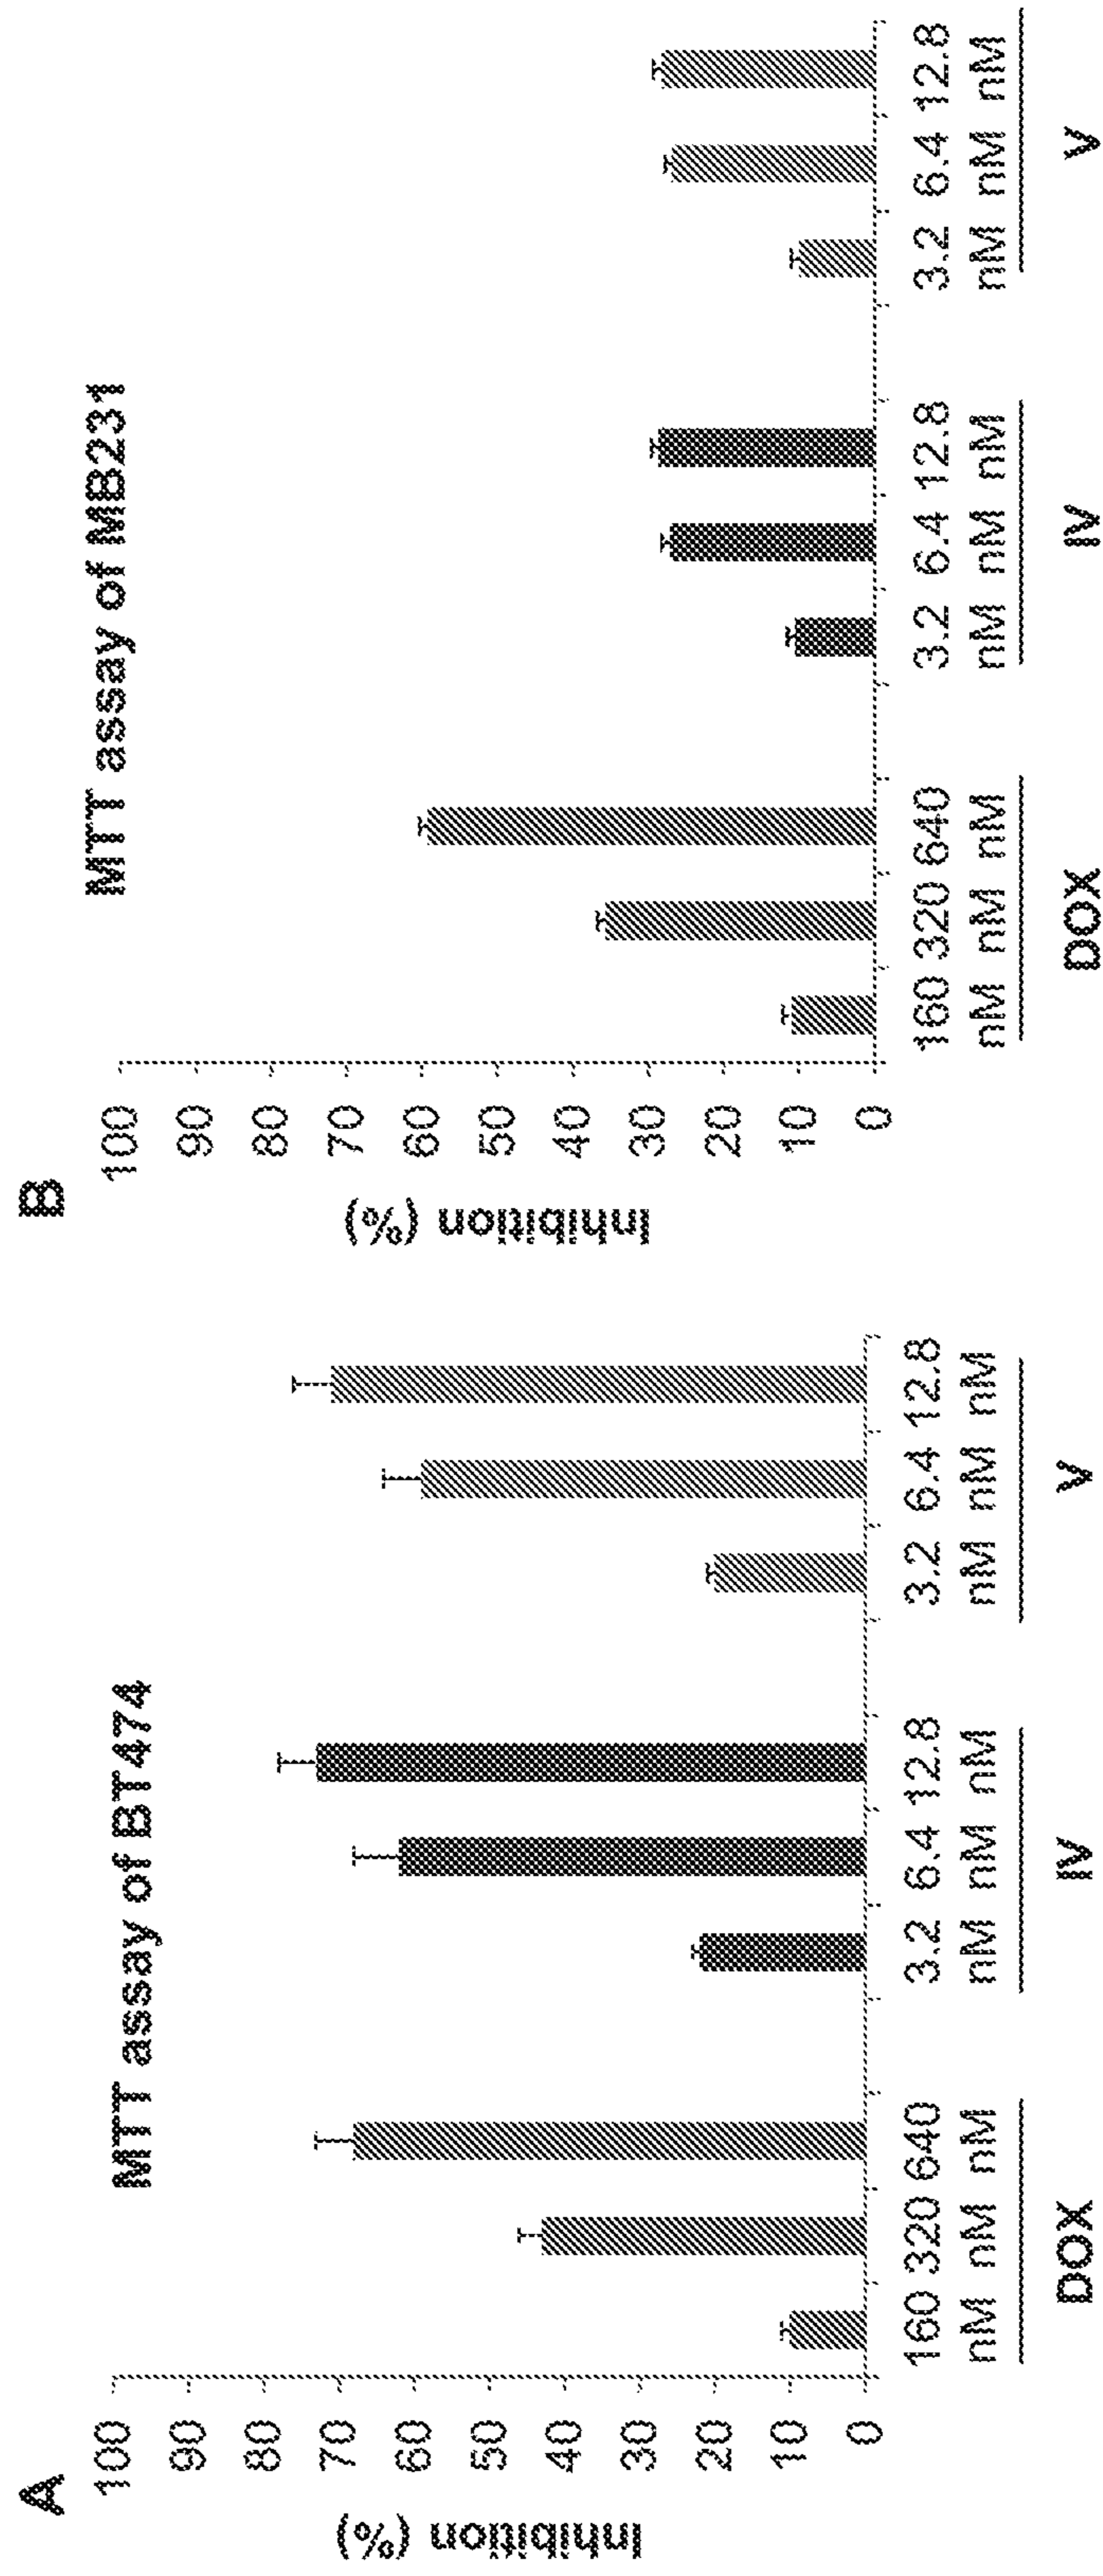 A
MTT assay of BT474
Inhibition (%)
100
90
80
70
60
50
40
30
20
10
0
160 320 640 3.2 6.4 12.8 3.2 6.4 12.8
nM nM nM nM nM nM nM nM nM
DOX IV V
B
MTT assay of MB231
Inhibition (%)
100
90
80
70
60
50
40
30
20
10
0
160 320 640 3.2 6.4 12.8 3.2 6.4 12.8
nM nM nM nM nM nM nM nM nM
DOX IV V